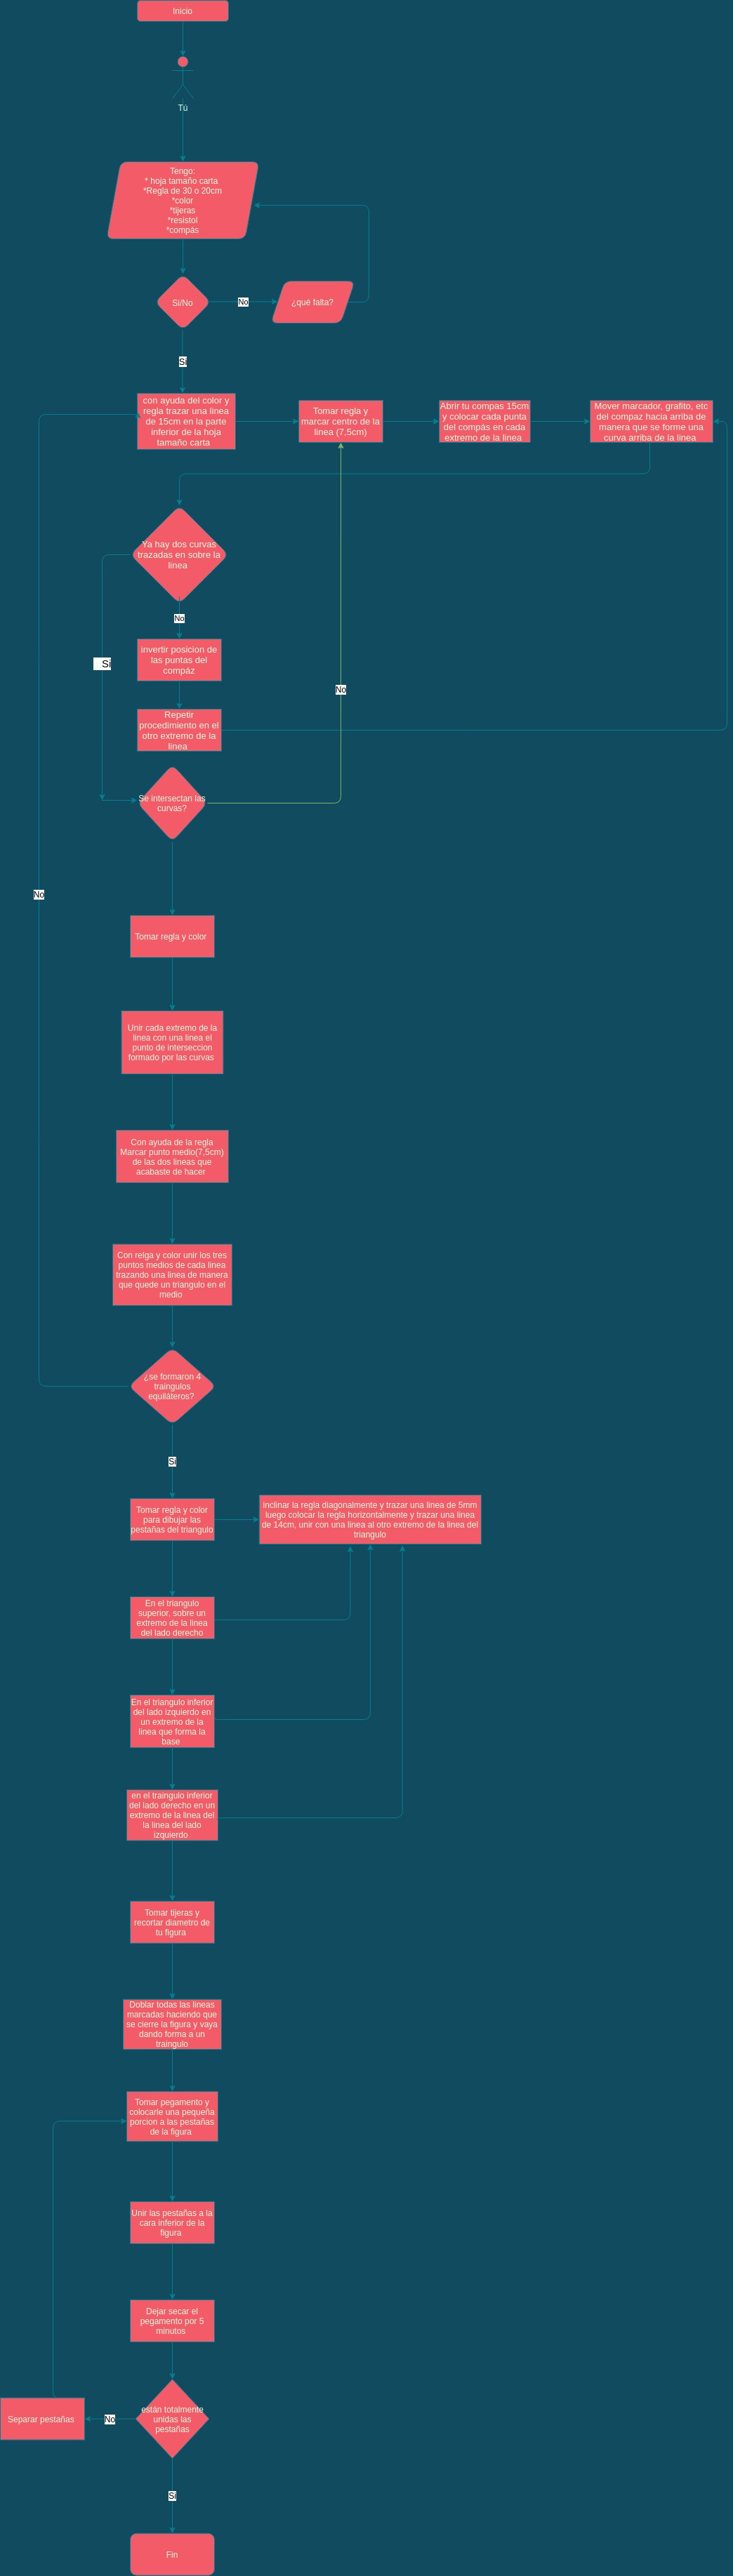 Inicio
Tú
Tengo:
* hoja tamaño carta
*Regla de 30 o 20cm
*color
*tijeras
*resistol
*compás
Si/No
No
¿qué falta?
Si
con ayuda del color y
regla trazar una linea
de 15cm en la parte
inferior de la hoja
tamaño carta
Tomar regla y
marcar centro de la
linea (7,5cm)
Abrir tu compas 15cm
y colocar cada punta
del compás en cada
extremo de la linea
Mover marcador, grafito, etc
del compaz hacia arriba de
manera que se forme una
curva arriba de la linea
Ya hay dos curvas
trazadas en sobre la
linea
No
Si
invertir posicion de
las puntas del
compáz
No
Repetir
procedimiento en el
otro extremo de la
linea
Se intersectan las
curvas?
No
Tomar regla y color
Unir cada extremo de la
linea con una linea el
punto de interseccion
formado por las curvas
Con ayuda de la regla
Marcar punto medio(7,5cm)
de las dos lineas que
acabaste de hacer
Con relga y color unir los tres
puntos medios de cada linea
trazando una linea de manera
que quede un triangulo en el
medio
¿se formaron 4
traingulos
equiláteros?
Si
Tomar regla y color
para dibujar las
pestañas del triangulo
inclinar la regla diagonalmente y trazar una linea de 5mm
luego colocar la regla horizontalmente y trazar una linea
de 14cm, unir con una linea al otro extremo de la linea del
triangulo
En el triangulo
superior, sobre un
extremo de la linea
del lado derecho
En el triangulo inferior
del lado izquierdo en
un extremo de la
linea que forma la
base
en el traingulo inferior
del lado derecho en un
extremo de la linea del
la linea del lado
izquierdo
Tomar tijeras y
recortar diametro de
tu figura
Doblar todas las lineas
marcadas haciendo que
se cierre la figura y vaya
dando forma a un
traingulo
Tomar pegamento y
colocarle una pequeña
porcion a las pestañas
de la figura
Unir las pestañas a la
cara inferior de la
figura
Dejar secar el
pegamento por 5
minutos
están totalmente
unidas las
pestañas
No
Separar pestañas
Si
Fin